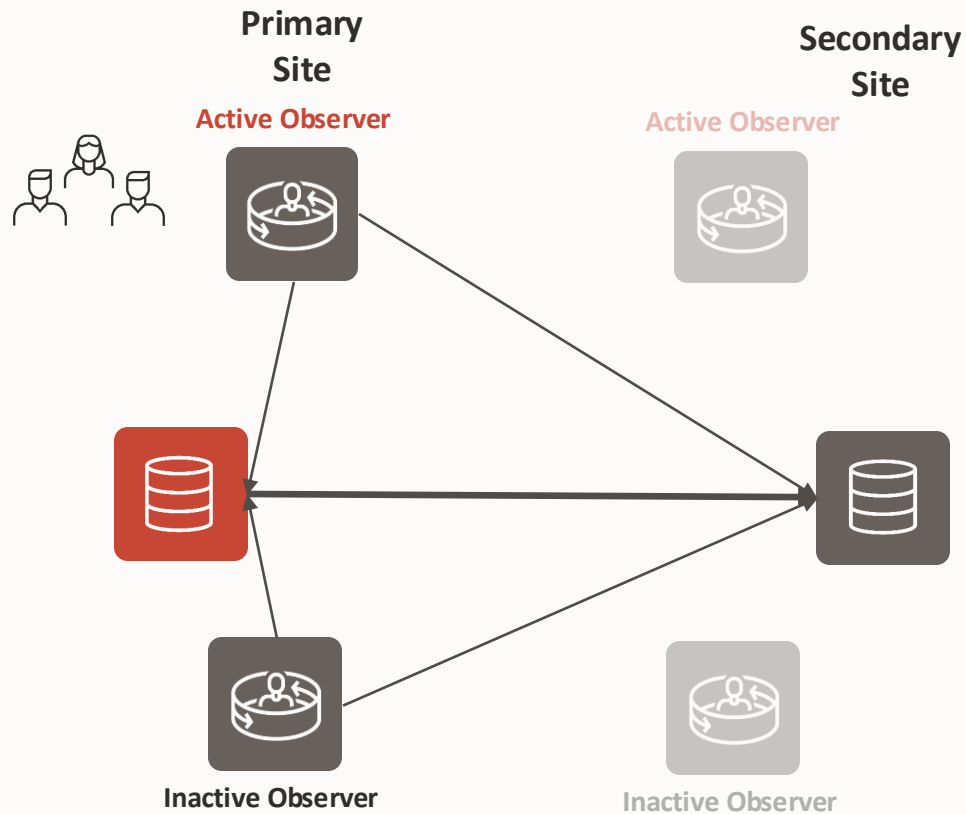 Primary
Site
Secondary
Site
Active Observer
Active Observer
Inactive Observer
Inactive Observer